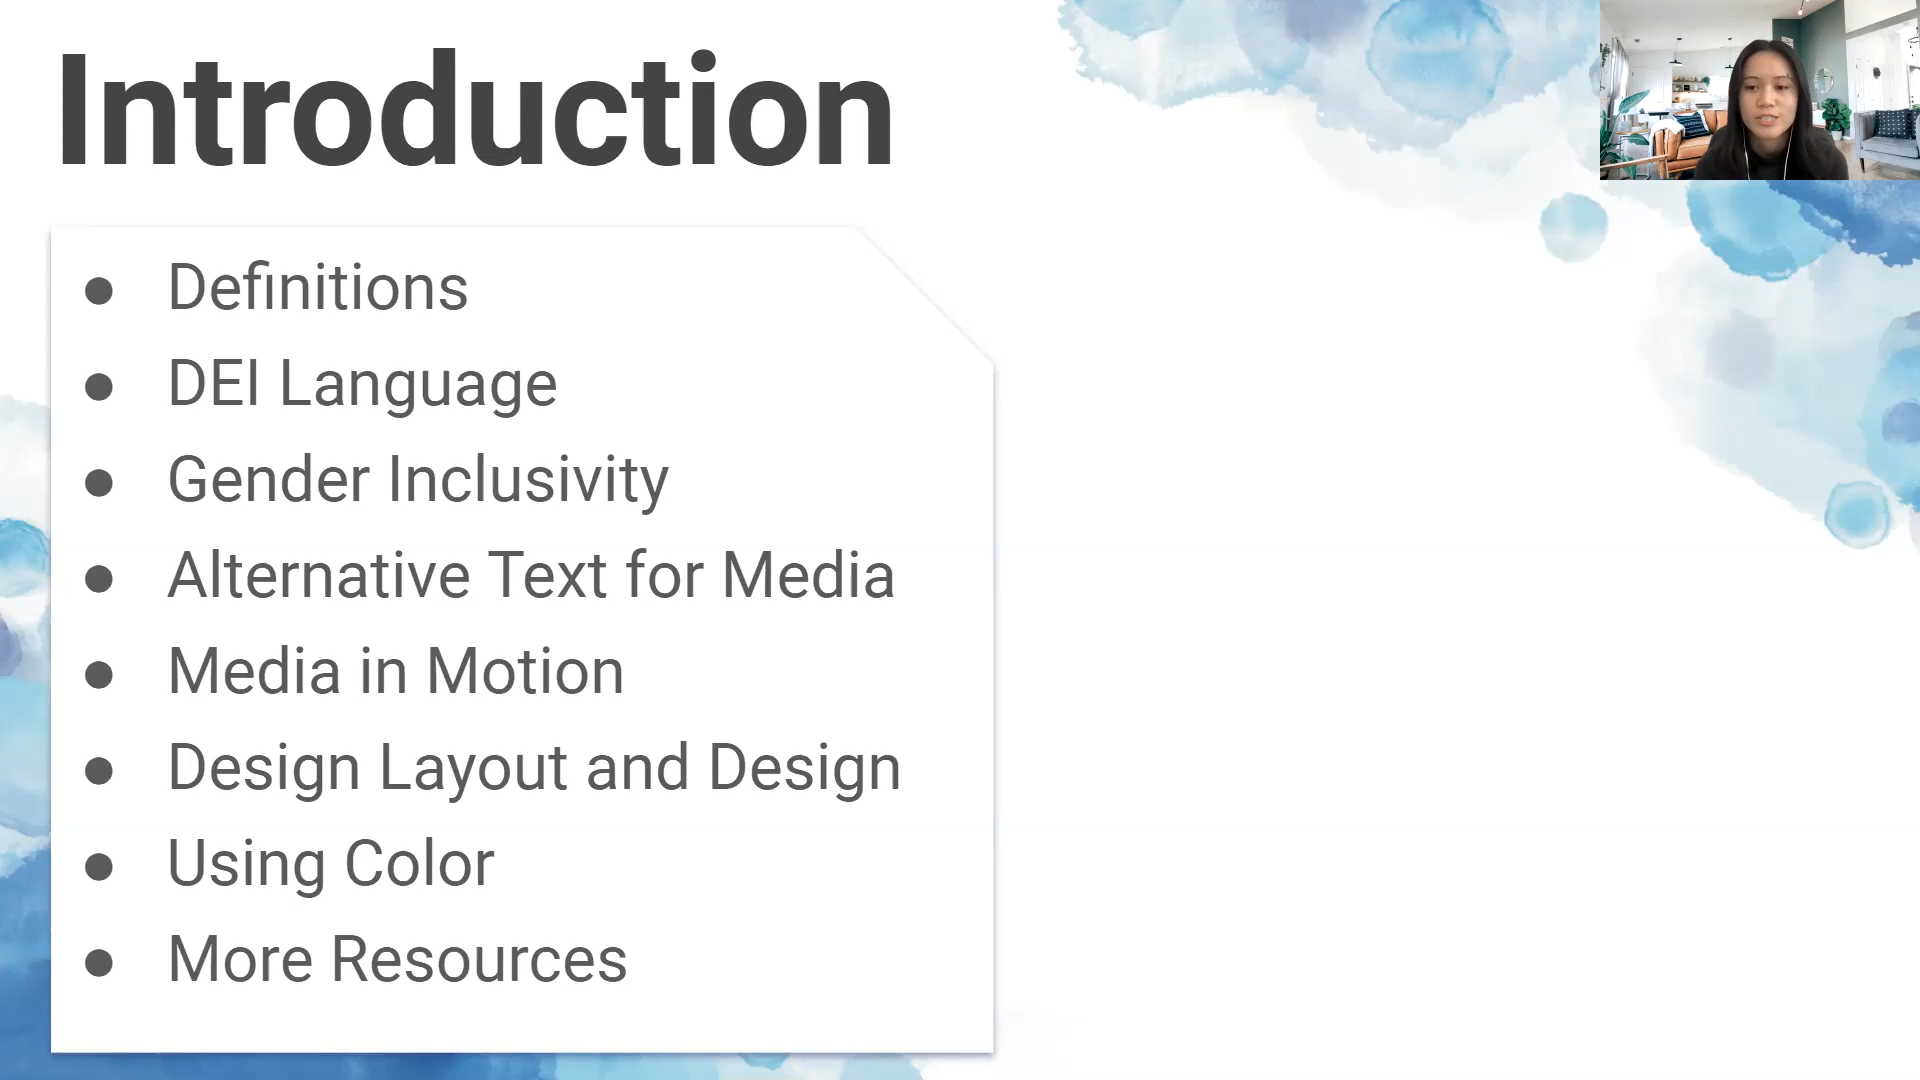 Introduction
● Definitions
● DEI Language
● Gender Inclusivity
● Alternative Text for Media
● Media in Motion
● Design Layout and Design
● Using Color
● More Resources